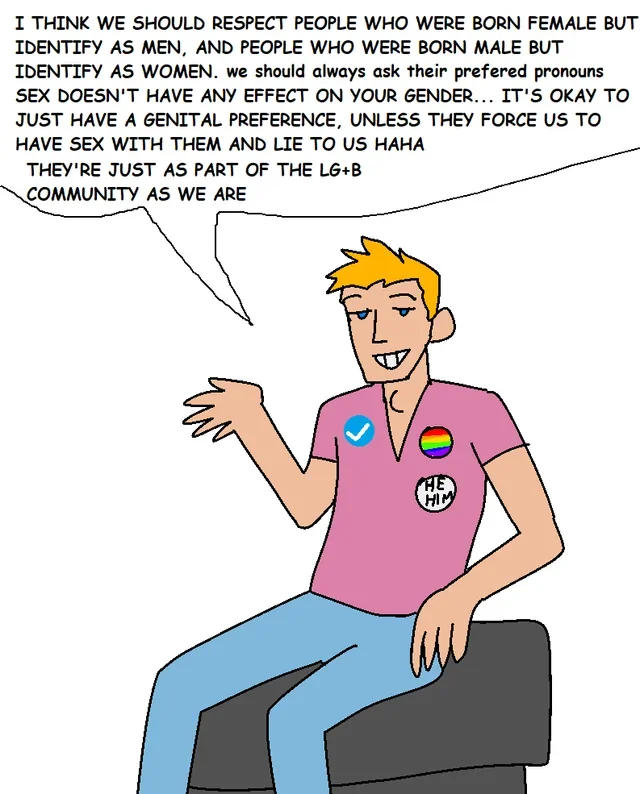 I THINK WE SHOULD RESPECT PEOPLE WHO WERE BORN FEMALE BUT
IDENTIFY AS MEN, AND PEOPLE WHO WERE BORN MALE BUT
IDENTIFY AS WOMEN. we should always ask their prefered pronouns
SEX DOESN'T HAVE ANY EFFECT ON YOUR GENDER... IT'S OKAY TO
JUST HAVE A GENITAL PREFERENCE, UNLESS THEY FORCE US TO
HAVE SEX WITH THEM AND LIE TO US HAHA
THEY'RE JUST AS PART OF THE LG+B
COMMUNITY AS WE ARE
HE
HIM